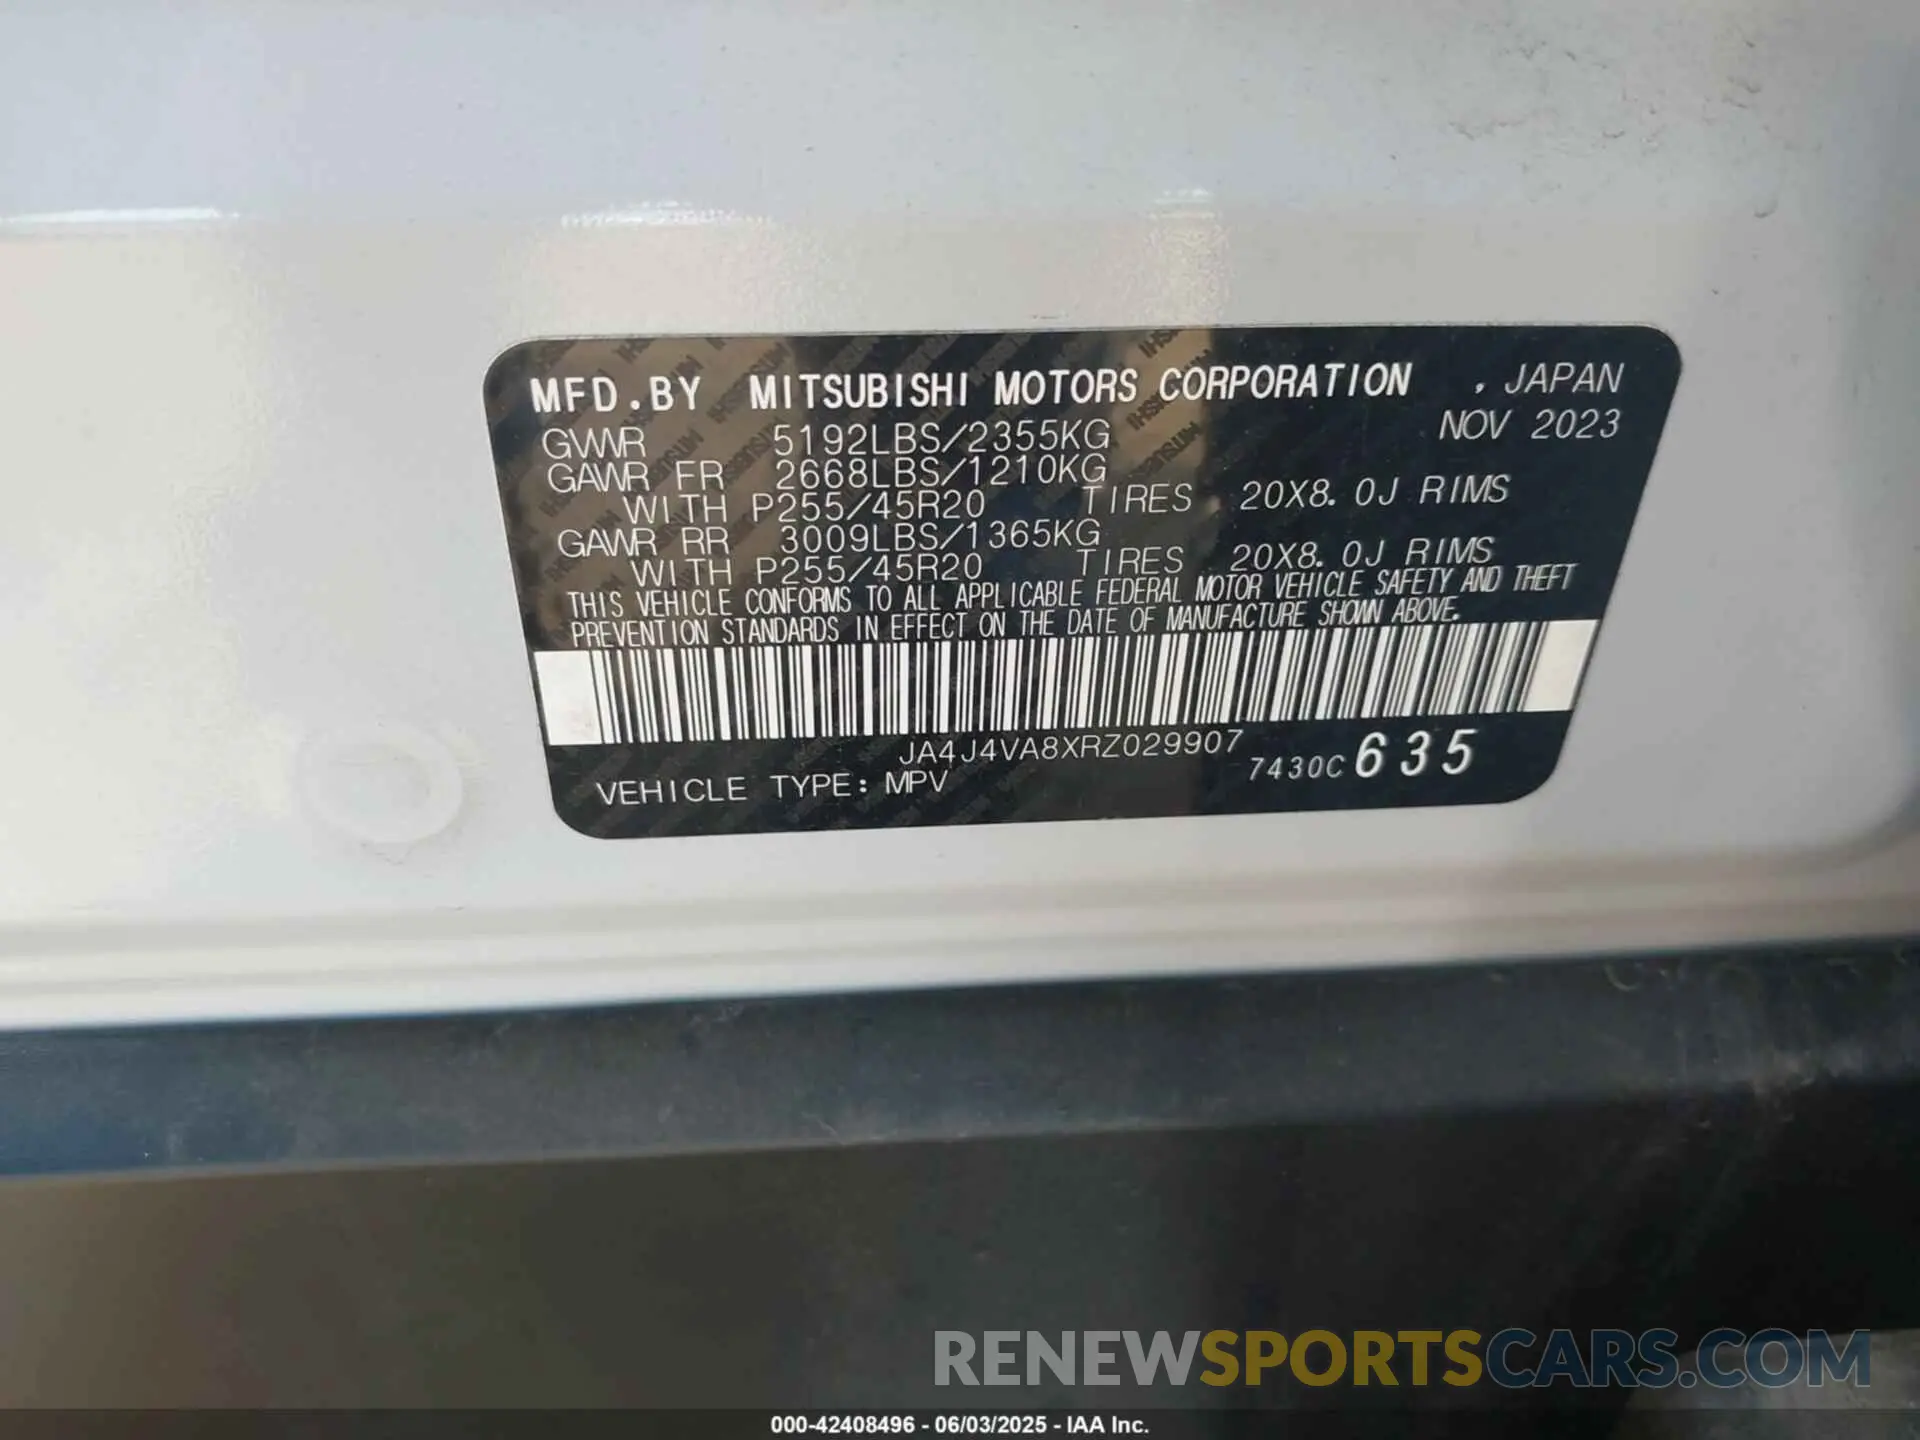 MFD.BY MITSUBISHI MOTORS CORPORATION , JAPAN
NOV 2023
GVWR 5192LBS/2355KG
GAWR FR 2668LBS/1210KG
WITH P255/45R20 TIRES 20X8.0J RIMS
GAWR RR 3009LBS/1365KG
WITH P255/45R20 TIRES 20X8.0J RIMS
THIS VEHICLE CONFORMS TO ALL APPLICABLE FEDERAL MOTOR VEHICLE SAFETY AND THEFT
PREVENTION STANDARDS IN EFFECT ON THE DATE OF MANUFACTURE SHOWN ABOVE.
JA4J4VA8XRZ029907
VEHICLE TYPE: MPV 7430C 635
RENEWSPORTSCARS.COM
000-42408496 - 06/03/2025 - IAA Inc.